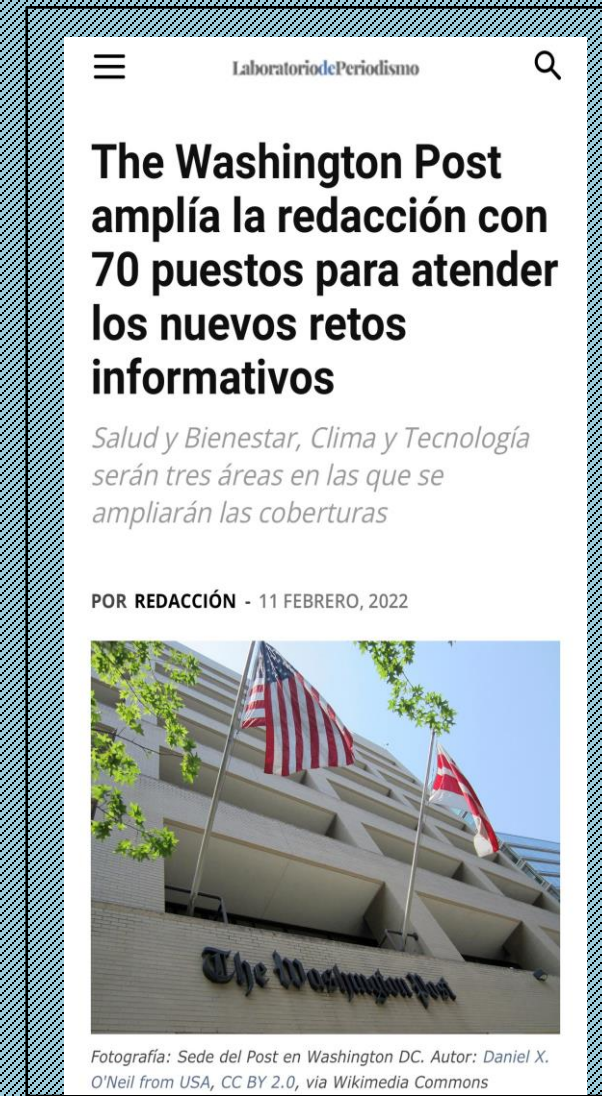 LaboratoriodePeriodismo
The Washington Post
amplía la redacción con
70 puestos para atender
los nuevos retos
informativos
Salud y Bienestar, Clima y Tecnología
serán tres áreas en las que se
ampliarán las coberturas
POR REDACCIÓN - 11 FEBRERO, 2022
The Washington Post
Fotografía: Sede del Post en Washington DC. Autor: Daniel X.
O'Neil from USA, CC BY 2.0, via Wikimedia Commons